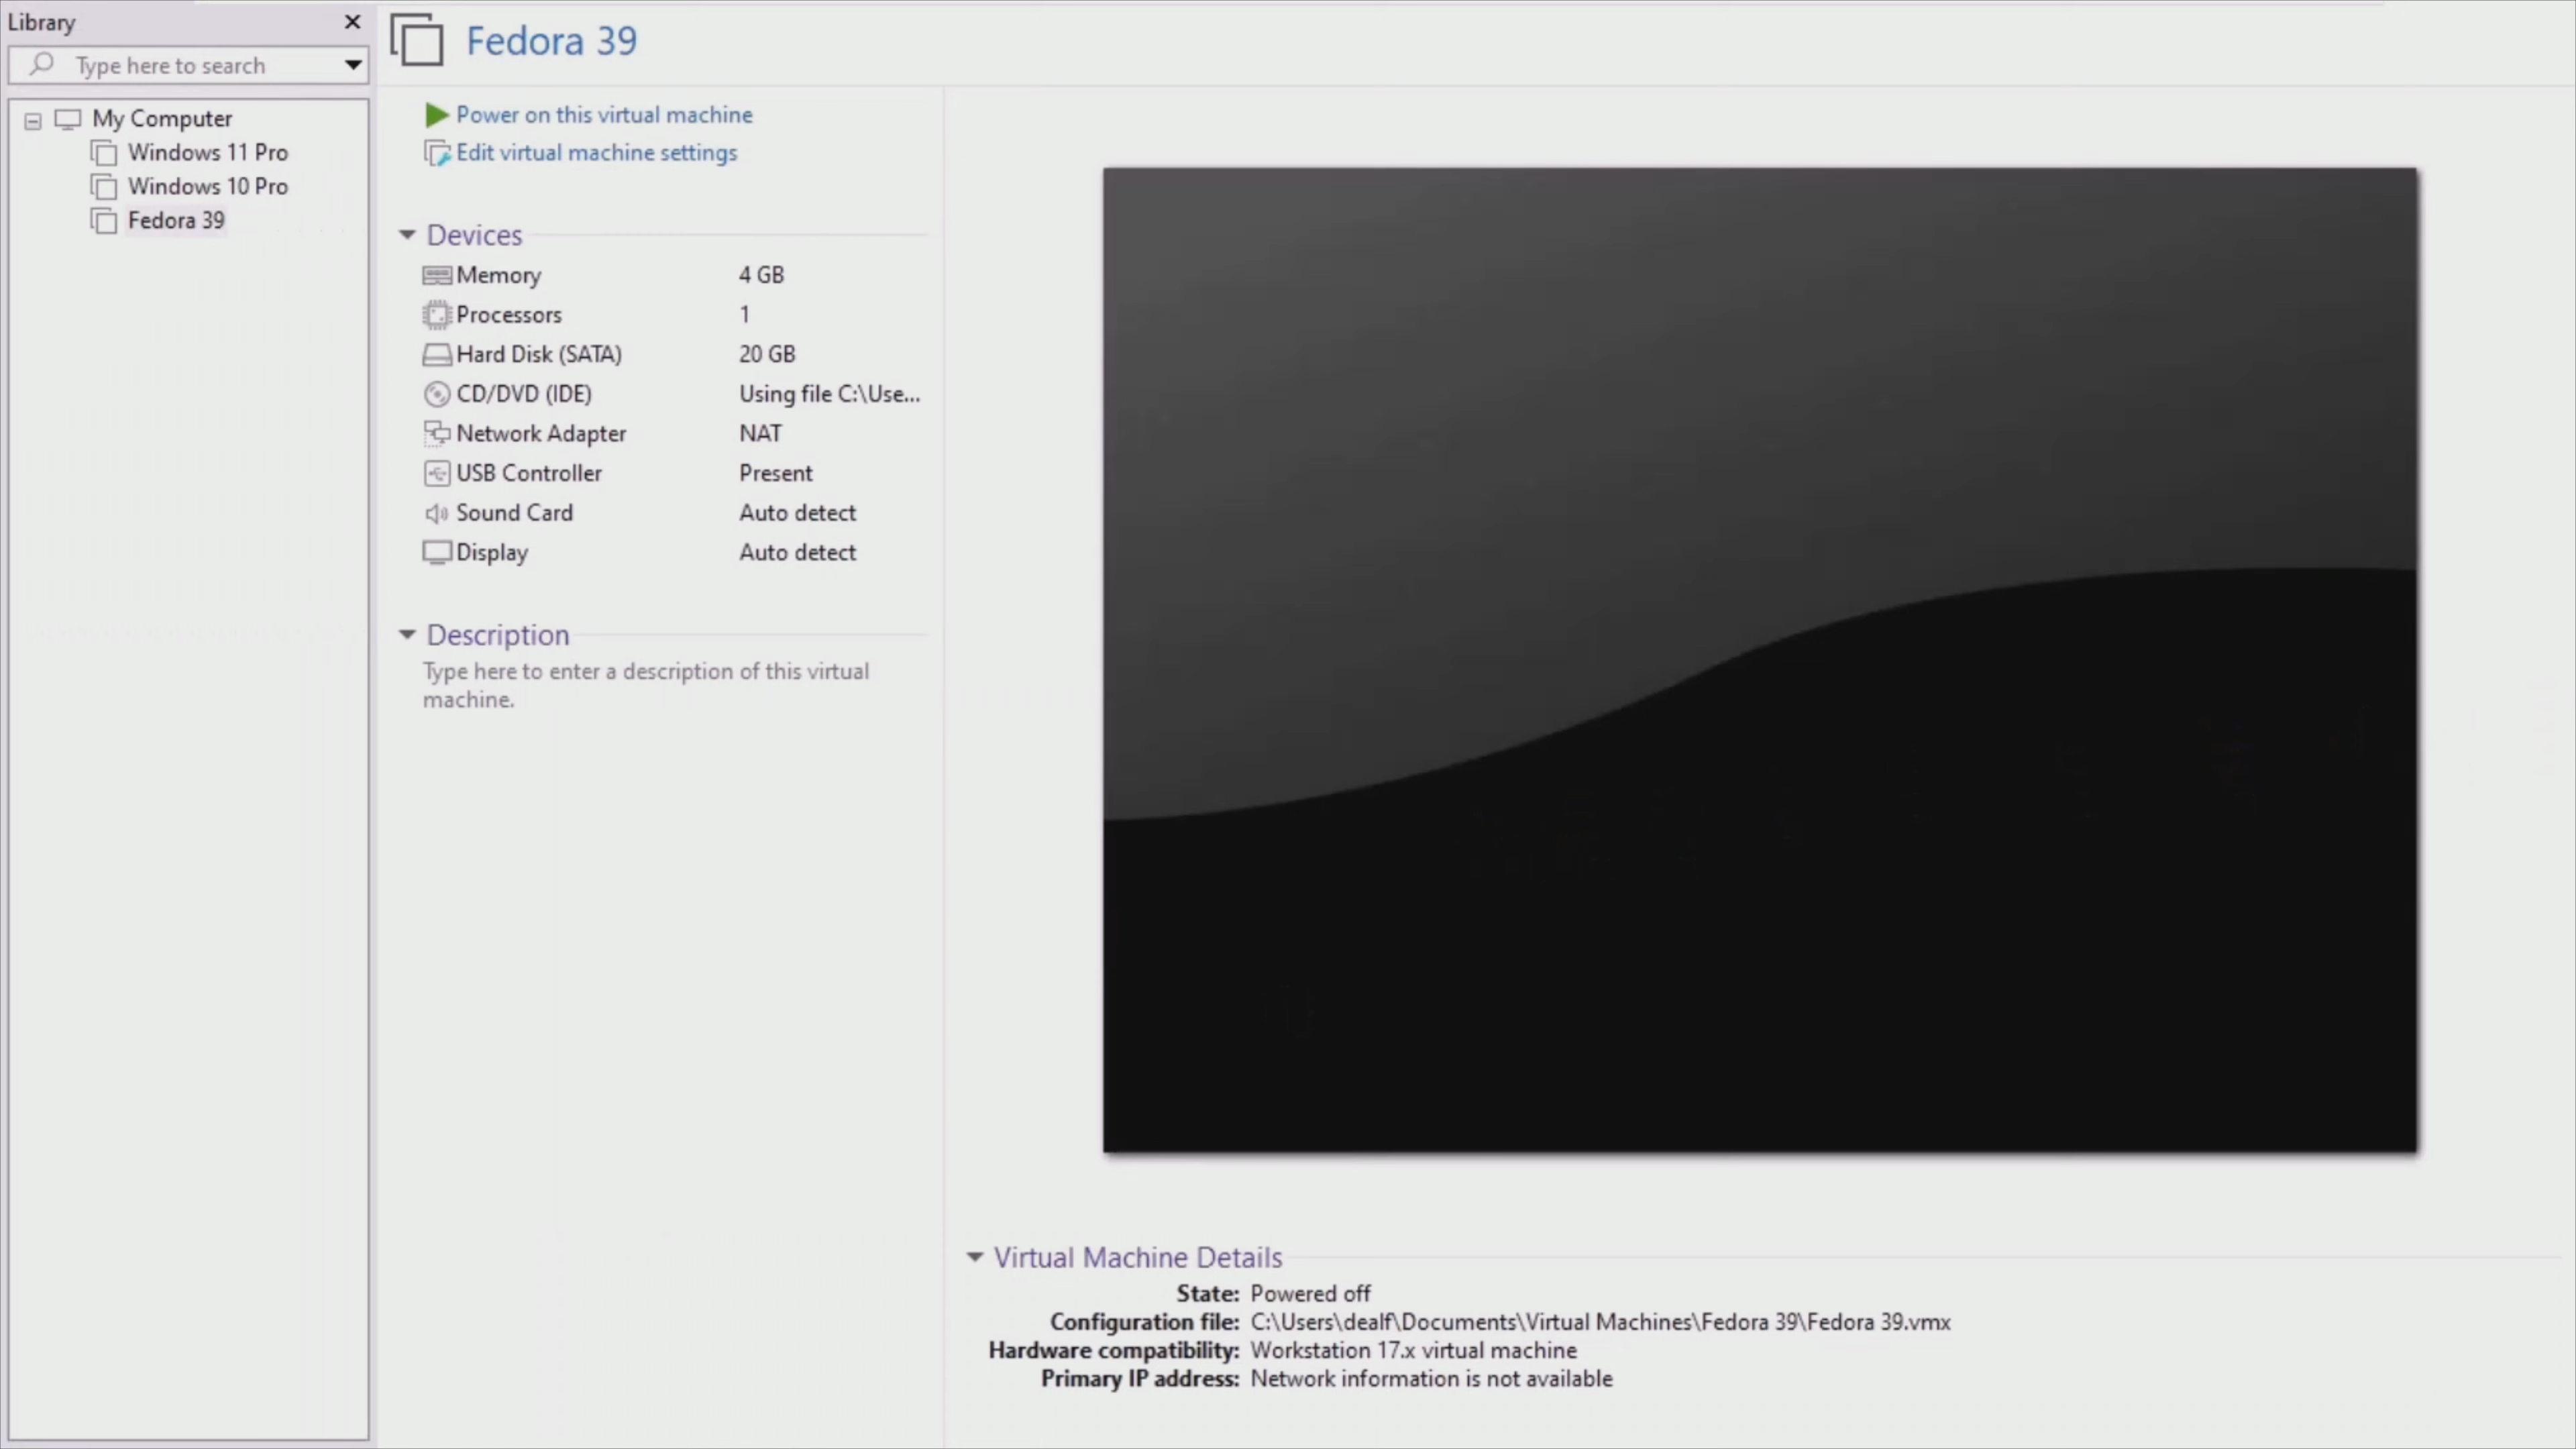 Library
Type here to search
My Computer
Windows 11 Pro
Windows 10 Pro
Fedora 39
Fedora 39
Power on this virtual machine
Edit virtual machine settings
Devices
Memory 4 GB
Processors 1
Hard Disk (SATA) 20 GB
CD/DVD (IDE) Using file C:\Use...
Network Adapter NAT
USB Controller Present
Sound Card Auto detect
Display Auto detect
Description
Type here to enter a description of this virtual
machine.
Virtual Machine Details
State: Powered off
Configuration file: C:\Users\dealf\Documents\Virtual Machines\Fedora 39\Fedora 39.vmx
Hardware compatibility: Workstation 17.x virtual machine
Primary IP address: Network information is not available